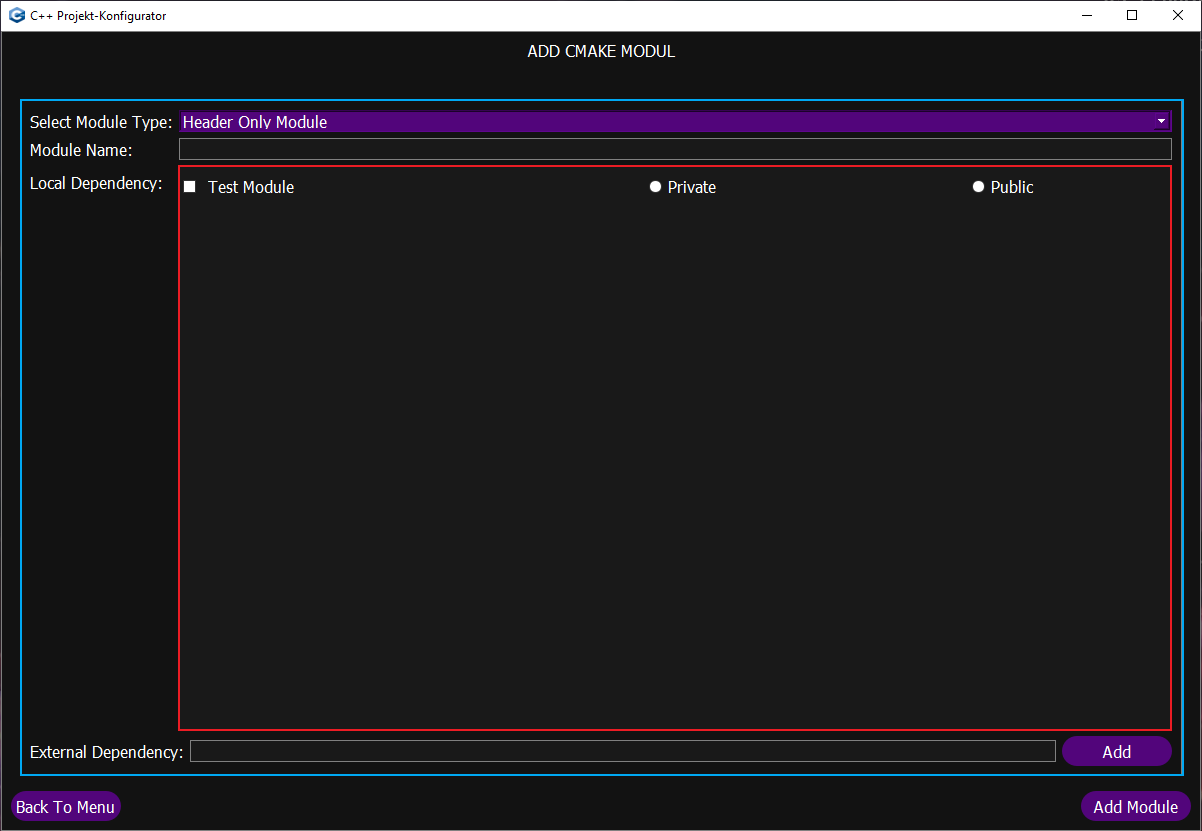 C++ Projekt-Konfigurator
ADD CMAKE MODUL
Select Module Type: Header Only Module
Module Name:
Local Dependency: Test Module Private Public
External Dependency: Add
Back To Menu Add Module